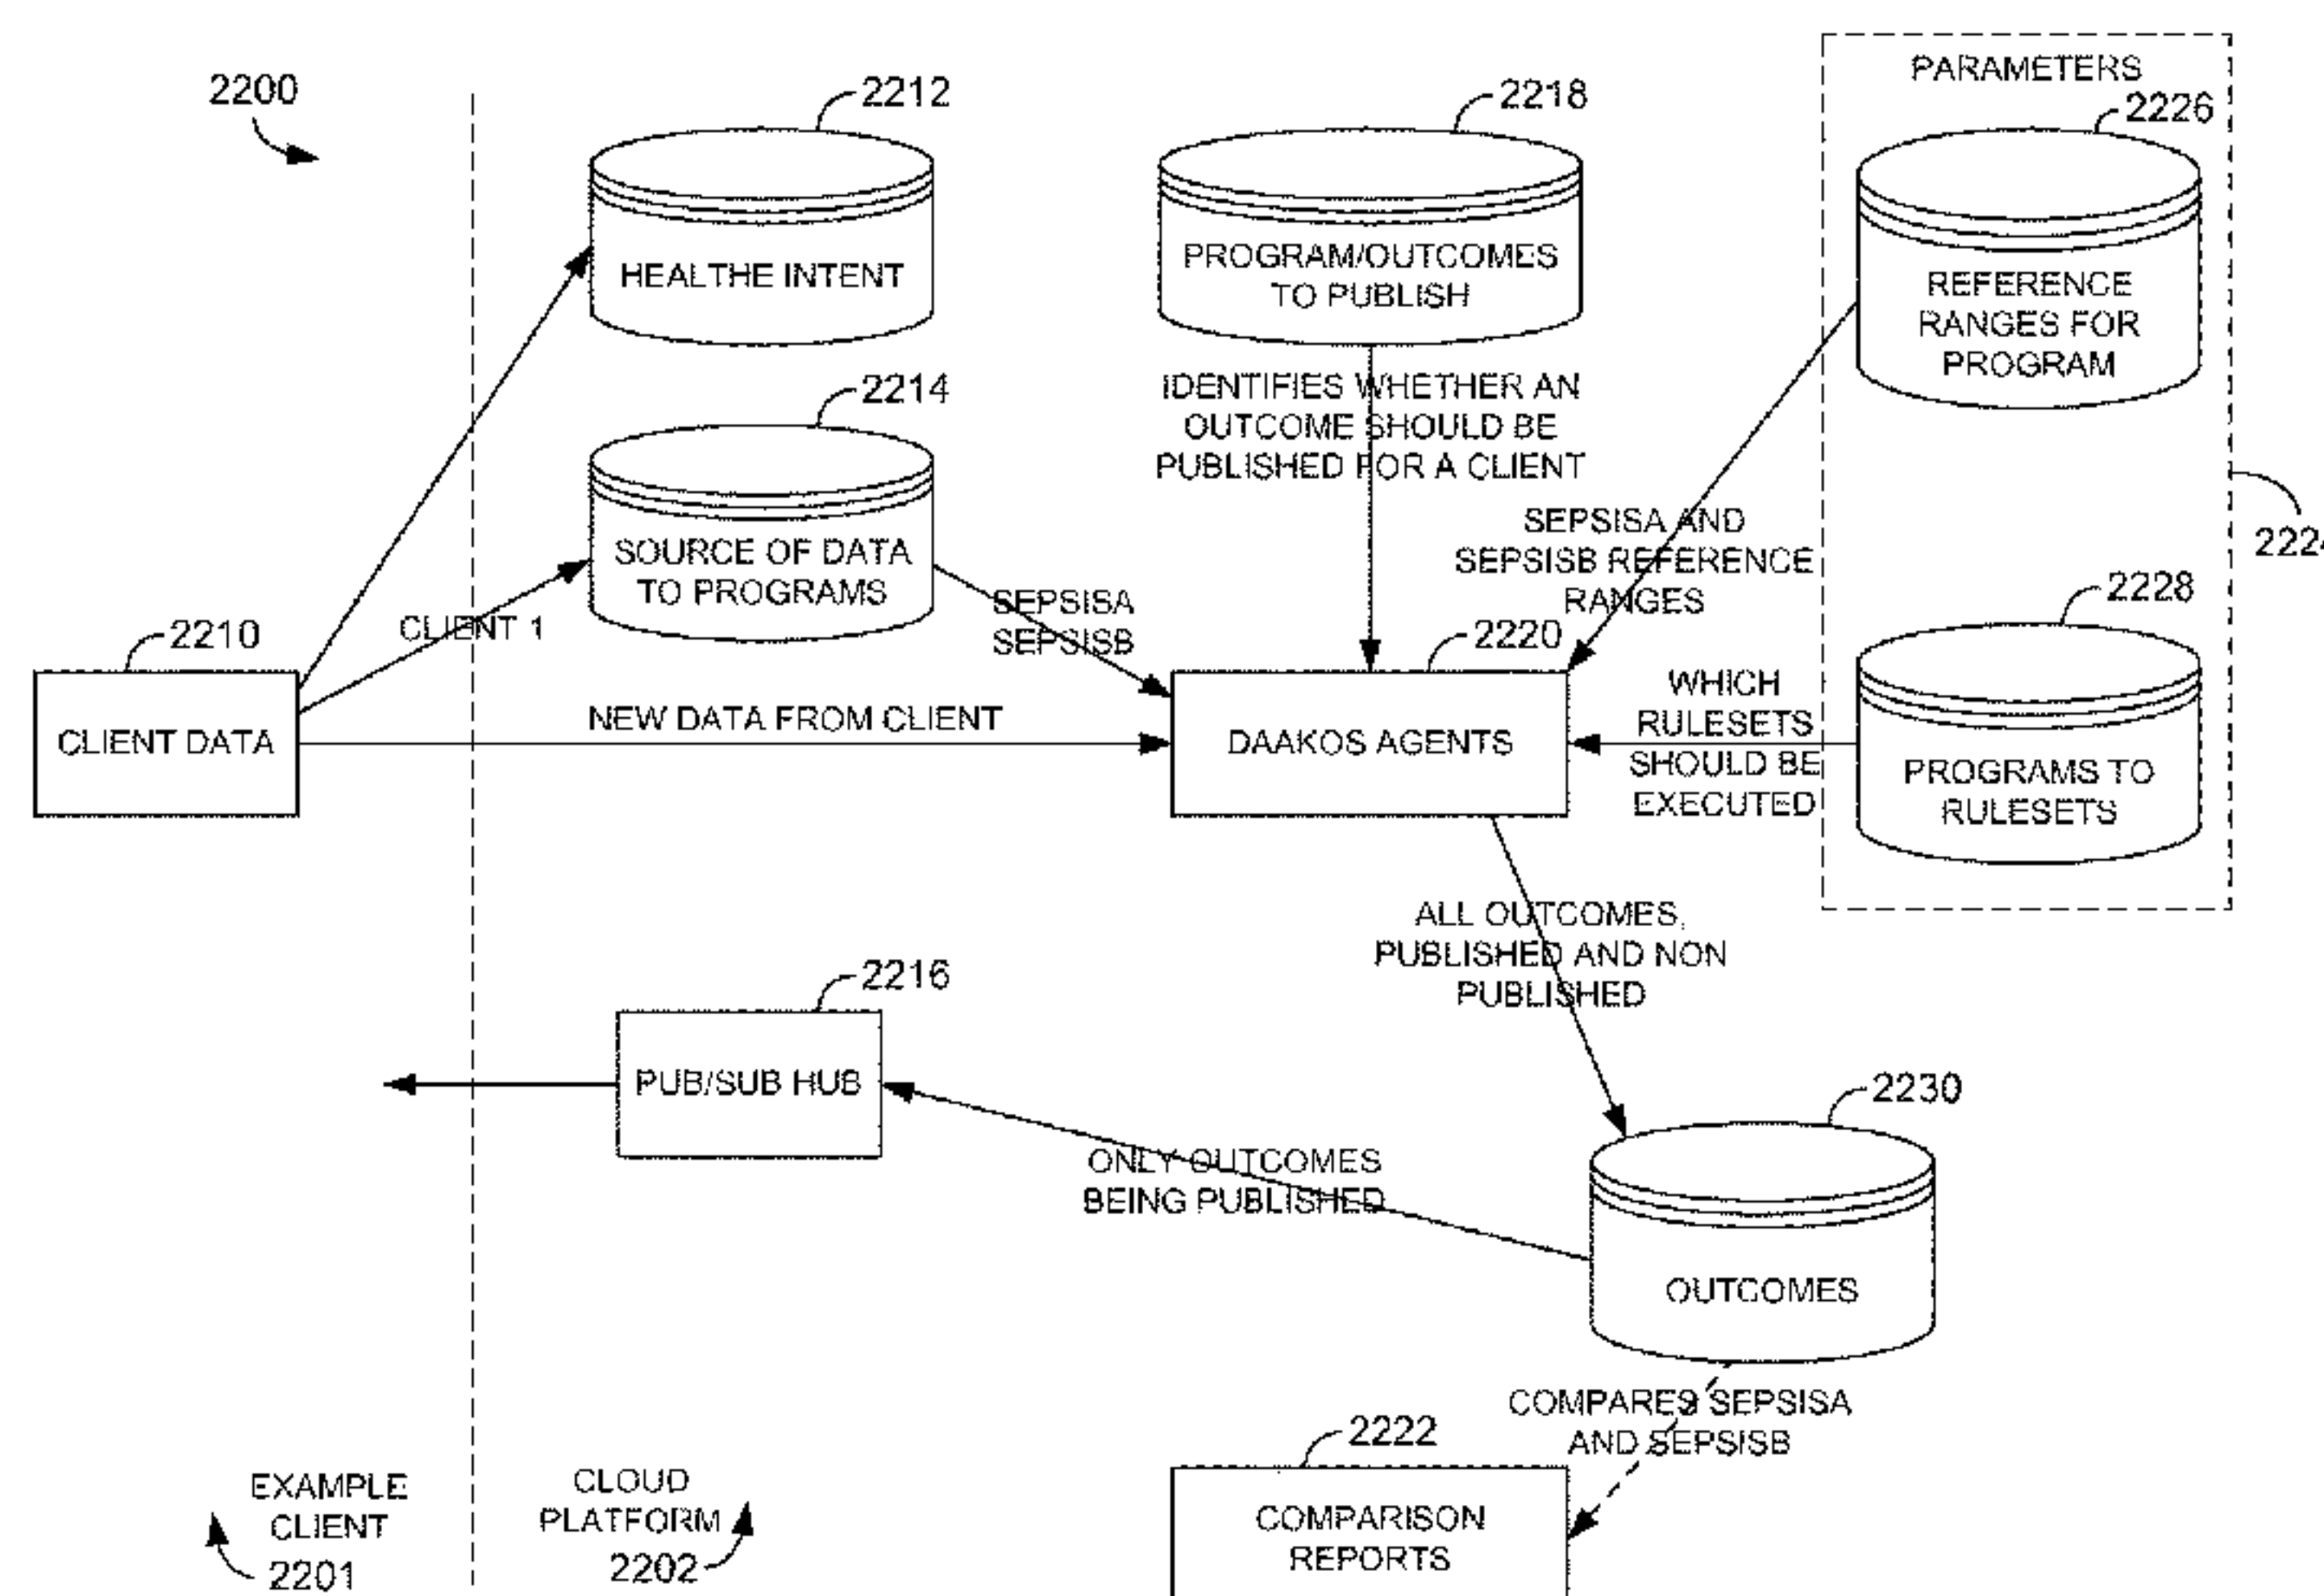 2200
2212
HEALTHE INTENT
2218
PROGRAM/OUTCOMES
TO PUBLISH
PARAMETERS
2226
REFERENCE
RANGES FOR
PROGRAM
2214
SOURCE OF DATA
TO PROGRAMS
IDENTIFIES WHETHER AN
OUTCOME SHOULD BE
PUBLISHED FOR A CLIENT
SEPSISA AND
SEPSISB REFERENCE
RANGES
2210
CLIENT DATA
CLIENT 1
SEPSISA
SEPSISB
NEW DATA FROM CLIENT
2220
DAAKOS AGENTS
WHICH
RULESETS
SHOULD BE
EXECUTED
2228
PROGRAMS TO
RULESETS
ALL OUTCOMES,
PUBLISHED AND NON
PUBLISHED
2216
PUB/SUB HUB
ONLY OUTCOMES
BEING PUBLISHED
2230
OUTCOMES
COMPARES SEPSISA
AND SEPSISB
2222
COMPARISON
REPORTS
EXAMPLE
CLIENT
2201
CLOUD
PLATFORM
2202